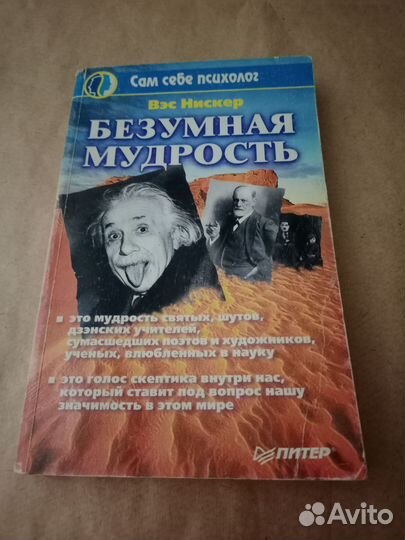 Сам себе психолог
Вэс Нискер
БЕЗУМНАЯ
МУДРОСТЬ
это мудрость святых, шутов,
дзэнских учителей,
сумасшедших поэтов и художников,
ученых, влюбленных в науку
это голос скептика внутри нас,
который ставит под вопрос нашу
значимость в этом мире
ПИТЕР
Avito